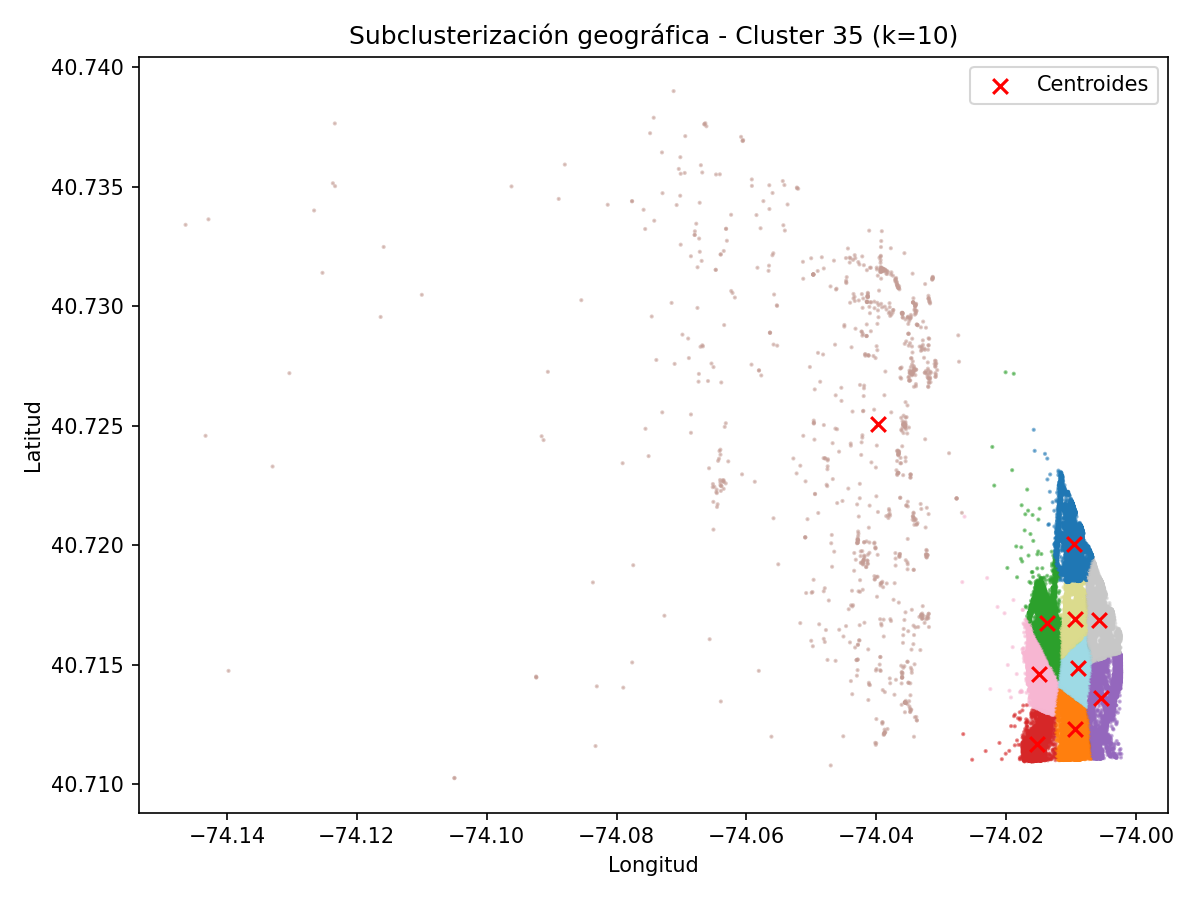 Subclusterización geográfica - Cluster 35 (k=10)
Centroides
40.740
40.735
40.730
40.725
40.720
40.715
40.710
Latitud
−74.14 −74.12 −74.10 −74.08 −74.06 −74.04 −74.02 −74.00
Longitud